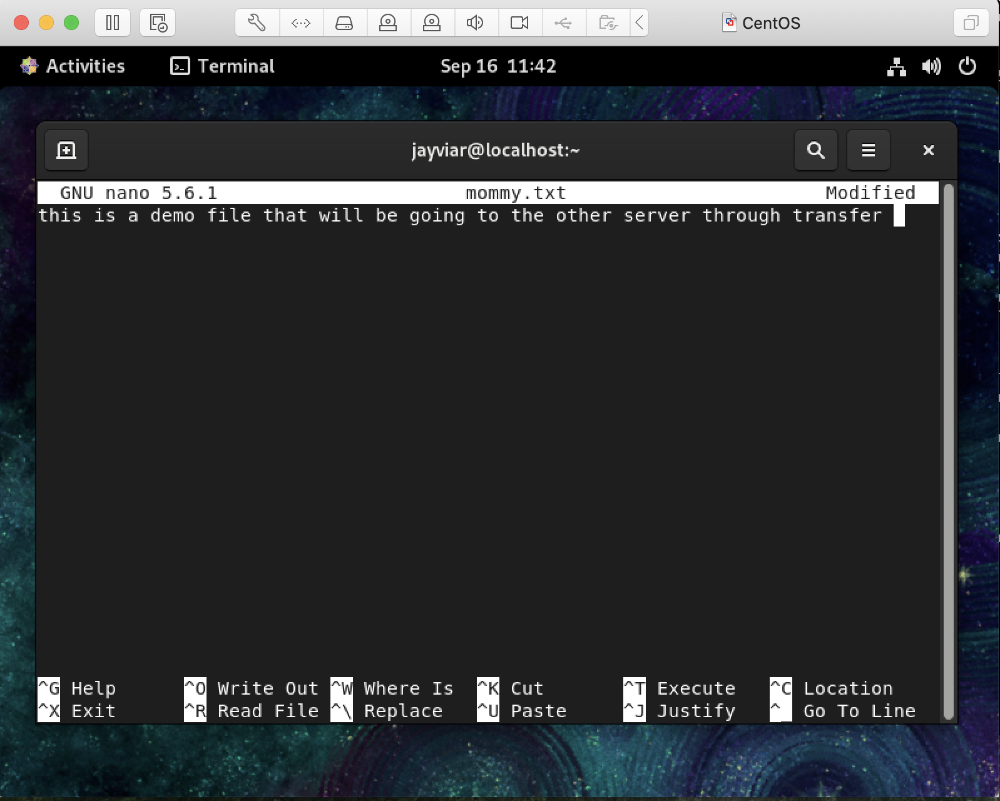 CentOS
Activities Terminal Sep 16 11:42
jayviar@localhost:~
GNU nano 5.6.1 mommy.txt Modified
this is a demo file that will be going to the other server through transfer
^G Help ^O Write Out ^W Where Is ^K Cut ^T Execute ^C Location
^X Exit ^R Read File ^\ Replace ^U Paste ^J Justify ^_ Go To Line